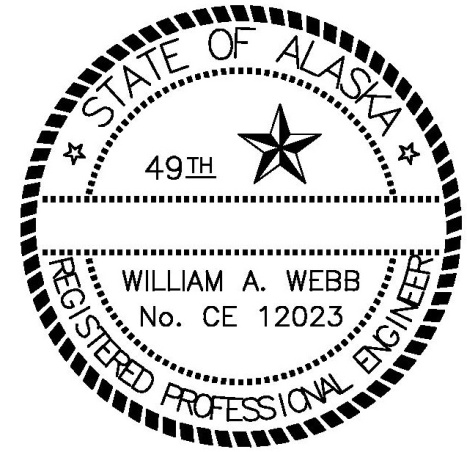 STATE OF ALASKA
49TH
WILLIAM A. WEBB
No. CE 12023
REGISTERED PROFESSIONAL ENGINEER